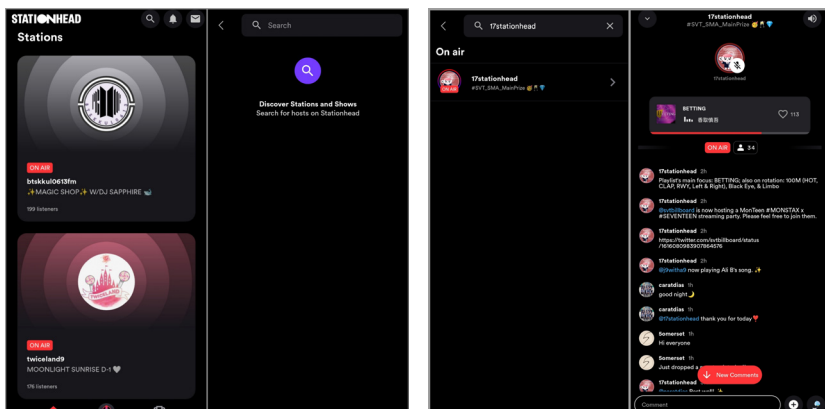 STATIONHEAD
Stations
ON AIR
btskkul0613fm
✨MAGIC SHOP✨ W/DJ SAPPHIRE 🐋
199 listeners
ON AIR
twiceland9
MOONLIGHT SUNRISE D-1 🤍
176 listeners
Search
Discover Stations and Shows
Search for hosts on Stationhead
17stationhead
On air
17stationhead
#SVT_SMA_MainPrize
ON AIR
17stationhead
#SVT_SMA_MainPrize
17stationhead
BETTING
香取慎吾
113
ON AIR
34
17stationhead 2h
Playlist's main focus: BETTING; also on rotation: 100M (HOT,
CLAP, RWY, Left & Right), Black Eye, & Limbo
17stationhead 2h
@svtbillboard is now hosting a MonTeen #MONSTAX x
#SEVENTEEN streaming party. Please feel free to join them.
17stationhead 2h
https://twitter.com/svtbillboard/status
/1616080983907864576
17stationhead 2h
@j9witha9 now playing Ali B's song. ✨
caratdias 1h
good night🌙
caratdias 1h
@17stationhead thank you for today❤
Somerset 1h
Hi everyone
Somerset 1h
Just dropped a
New Comments
17stationhead
Comment